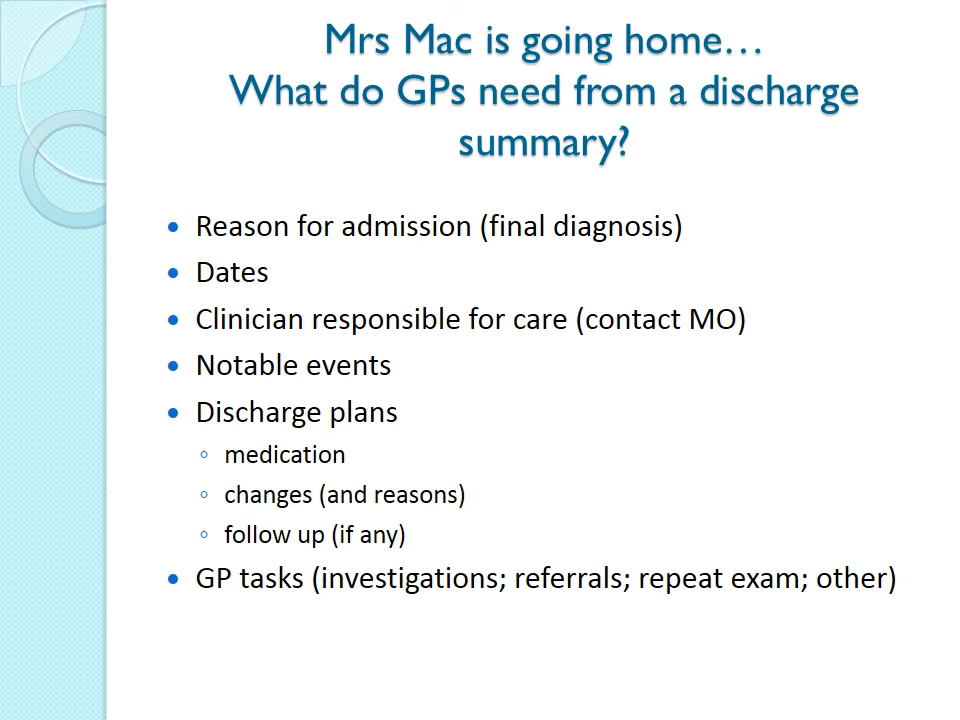 Mrs Mac is going home…
What do GPs need from a discharge
summary?
• Reason for admission (final diagnosis)
• Dates
• Clinician responsible for care (contact MO)
• Notable events
• Discharge plans
◦ medication
◦ changes (and reasons)
◦ follow up (if any)
• GP tasks (investigations; referrals; repeat exam; other)